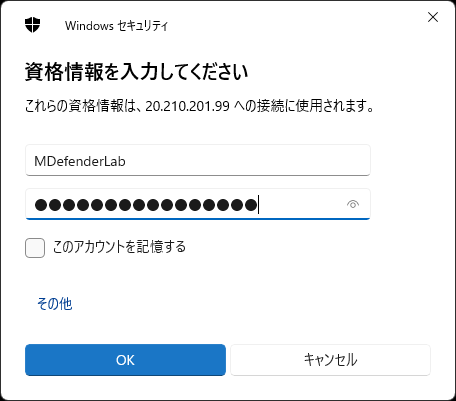 Windows セキュリティ
資格情報を入力してください
これらの資格情報は、20.210.201.99 への接続に使用されます。
MDefenderLab
●●●●●●●●●●●●●●●●
このアカウントを記憶する
その他
OK
キャンセル